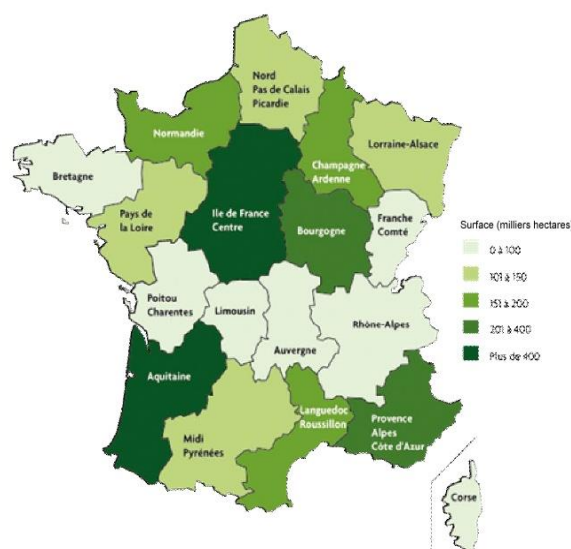 Nord
Pas de Calais
Picardie
Normandie
Lorraine-Alsace
Champagne
Ardenne
Bretagne
Pays de
la Loire
Ile de France
Centre
Bourgogne
Franche
Comté
Surface (milliers hectares)
0 à 100
101 à 150
151 à 200
201 à 400
Plus de 400
Poitou
Charentes
Limousin
Rhône-Alpes
Auvergne
Aquitaine
Languedoc
Roussillon
Provence
Alpes
Côte d'Azur
Midi
Pyrénées
Corse